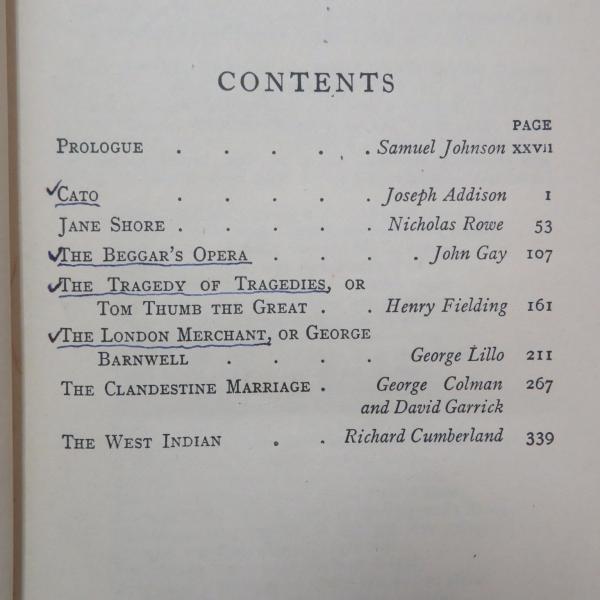 CONTENTS
PAGE
PROLOGUE . . . . . Samuel Johnson xxvii
CATO . . . . . Joseph Addison 1
JANE SHORE . . . . . Nicholas Rowe 53
THE BEGGAR'S OPERA . . . . John Gay 107
THE TRAGEDY OF TRAGEDIES, OR
TOM THUMB THE GREAT . . Henry Fielding 161
THE LONDON MERCHANT, OR GEORGE
BARNWELL . . . . George Lillo 211
THE CLANDESTINE MARRIAGE . George Colman 267
and David Garrick
THE WEST INDIAN . . Richard Cumberland 339